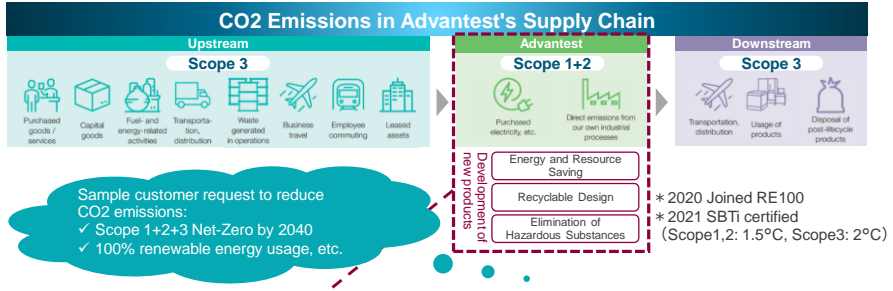 CO2 Emissions in Advantest's Supply Chain
Upstream
Scope 3
Purchased
goods /
services
Capital
goods
Fuel- and
energy-related
activities
Transporta-
tion,
distribution
Waste
generated
in operations
Business
travel
Employee
commuting
Leased
assets
Advantest
Scope 1+2
Purchased
electricity, etc.
Direct emissions from
our own industrial
processes
Downstream
Scope 3
Transportation,
distribution
Usage of
products
Disposal of
post-lifecycle
products
Development of
new products
Energy and Resource
Saving
Recyclable Design
Elimination of
Hazardous Substances
Sample customer request to reduce
CO2 emissions:
✓ Scope 1+2+3 Net-Zero by 2040
✓ 100% renewable energy usage, etc.
＊2020 Joined RE100
＊2021 SBTi certified
（Scope1,2: 1.5°C, Scope3: 2°C）